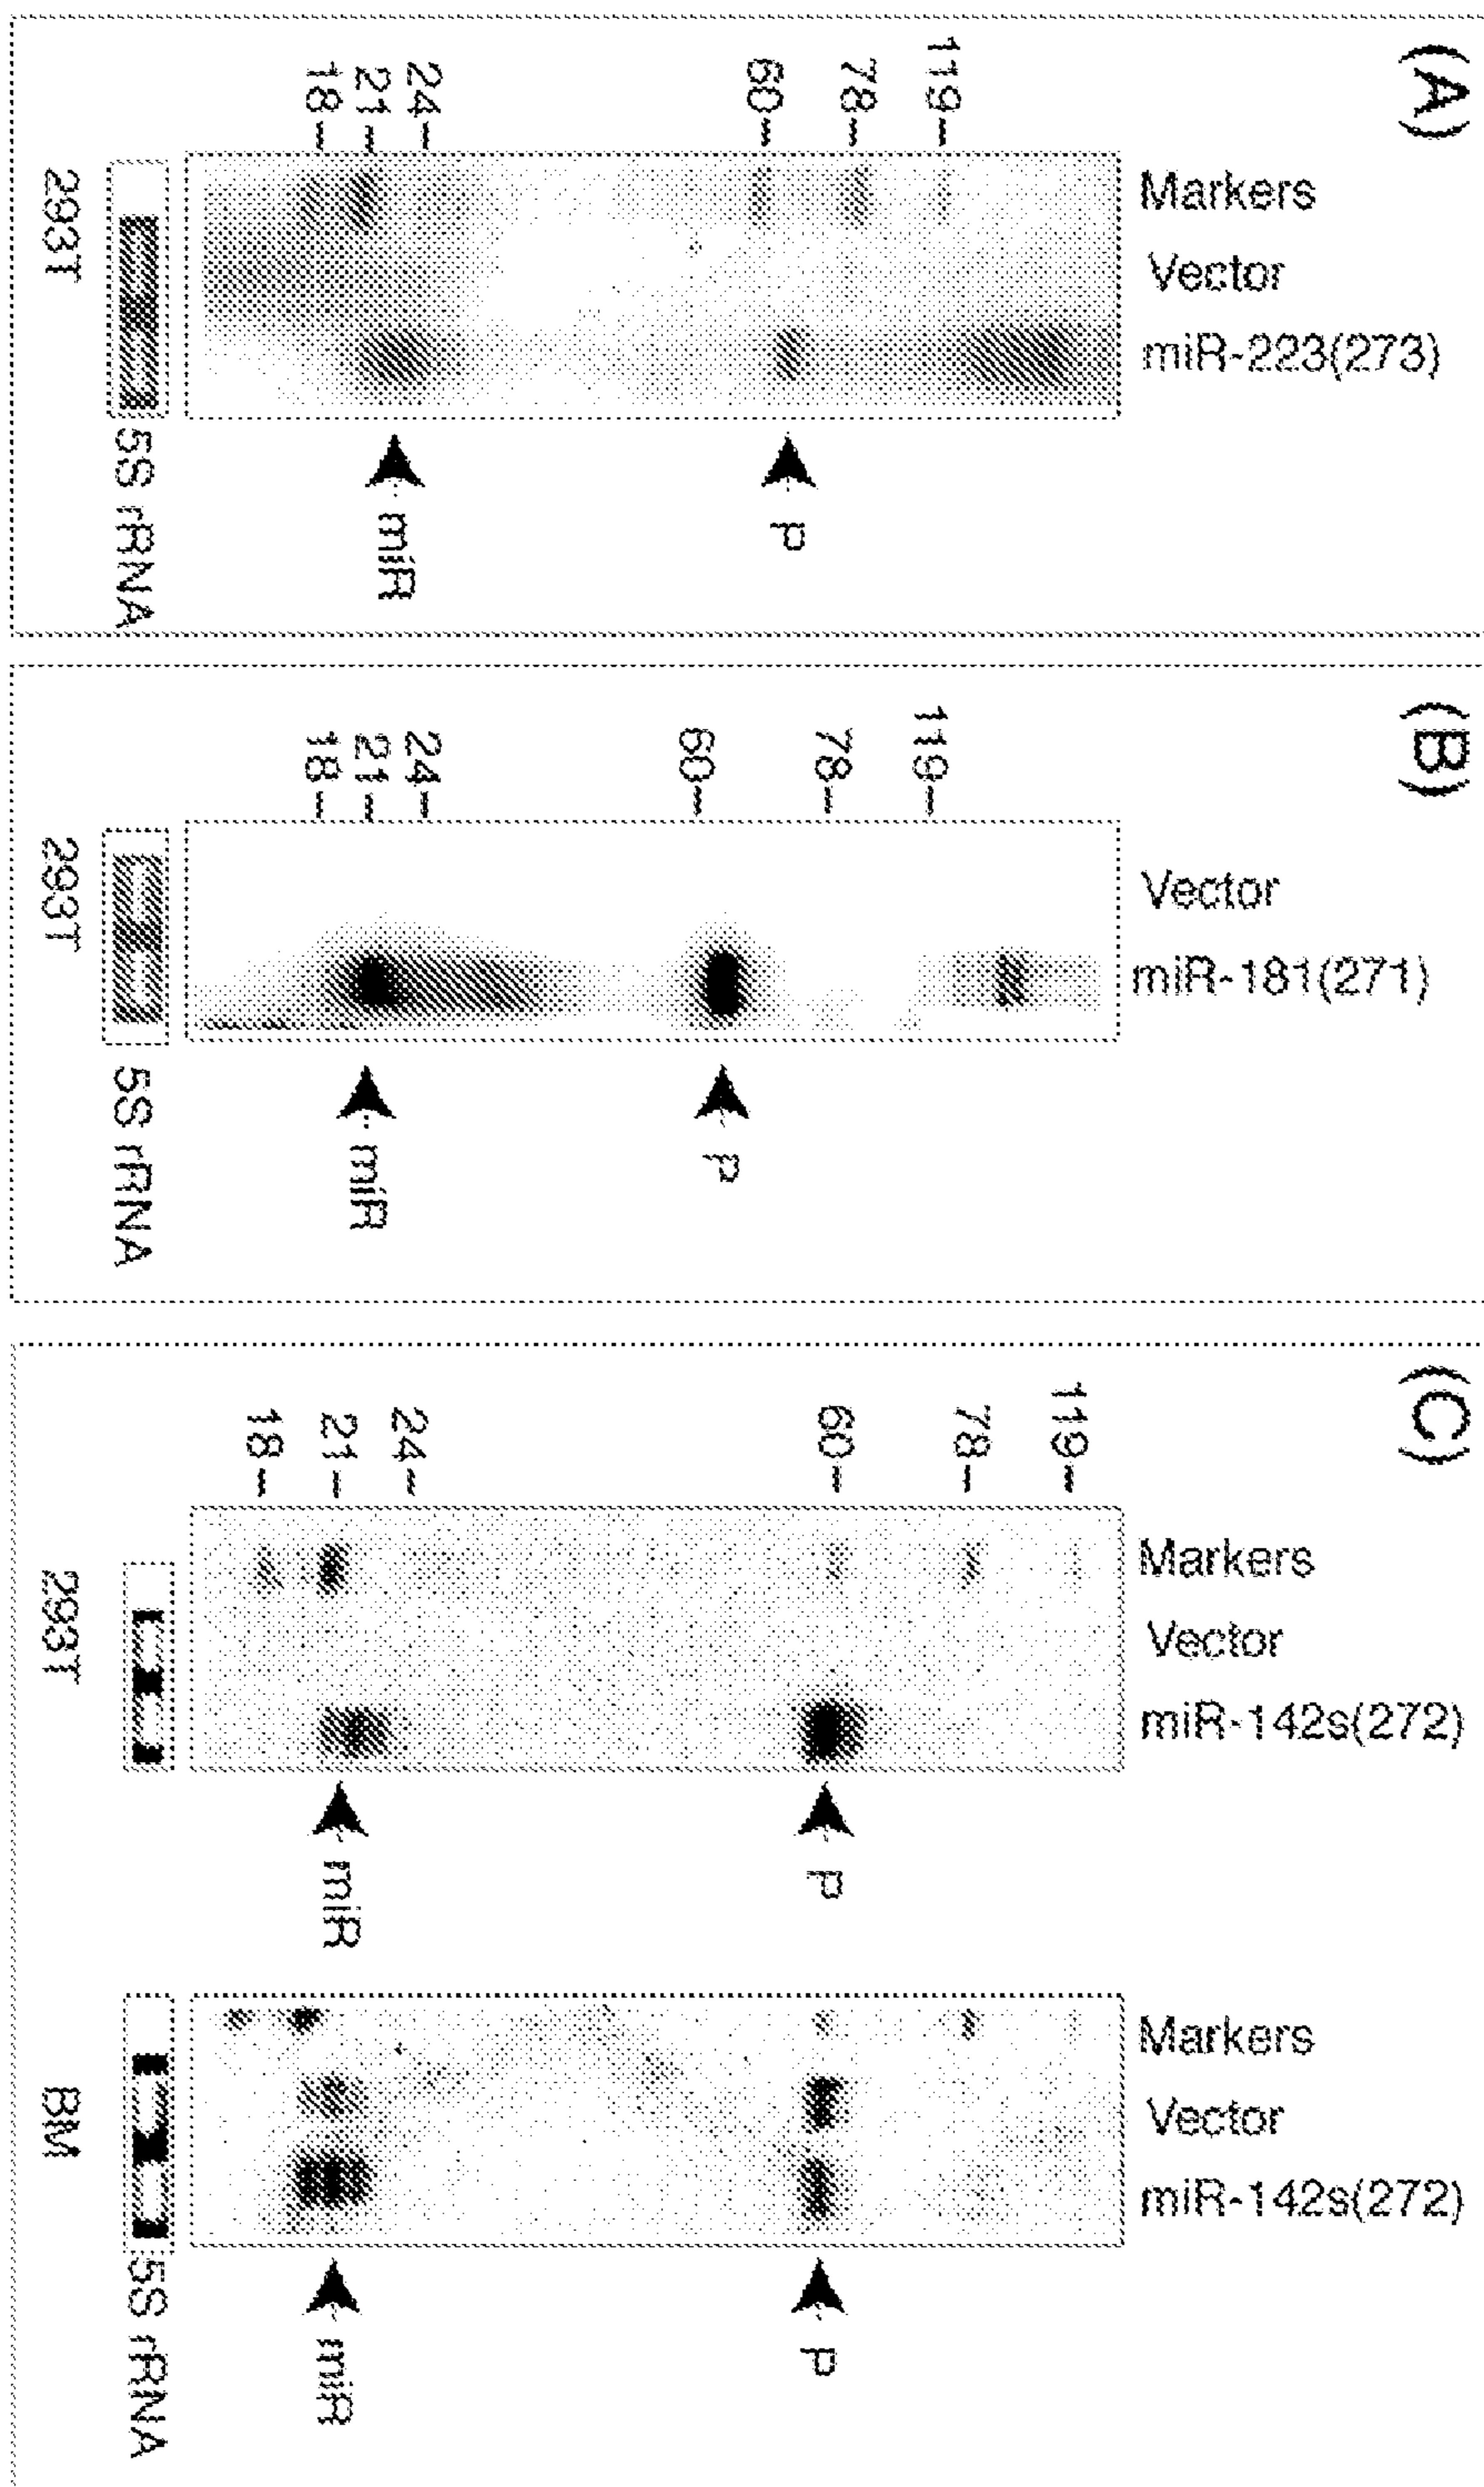 (A)
Markers
Vector
miR-223(273)
119-
78-
60-
24-
21-
18-
P
miR
5S rRNA
293T
(B)
Vector
miR-181(271)
119-
78-
60-
24-
21-
18-
P
miR
5S rRNA
293T
(C)
Markers
Vector
miR-142s(272)
Markers
Vector
miR-142s(272)
119-
78-
60-
24-
21-
18-
P
miR
P
miR
5S rRNA
293T
BM